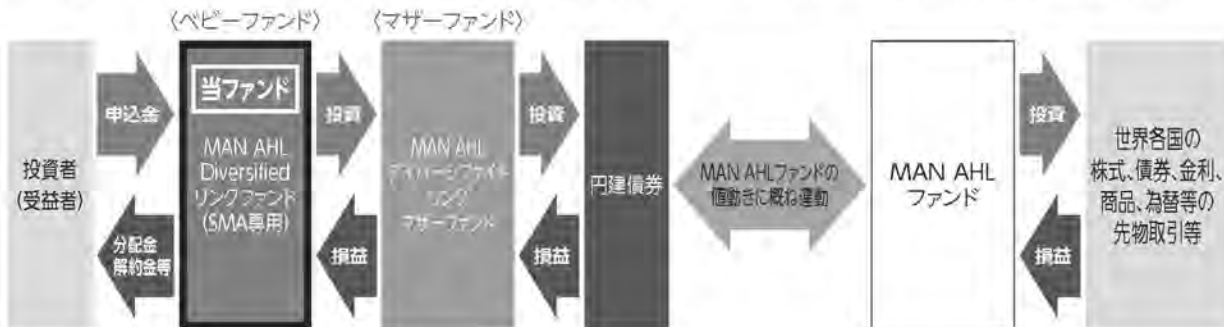 〈ベビーファンド〉
〈マザーファンド〉
投資者
(受益者)
申込金
分配金
解約金等
当ファンド
MAN AHL
Diversified
リンクファンド
(SMA専用)
投資
損益
MAN AHL
ディバーシファイド
リンク
マザーファンド
投資
損益
円建債券
MAN AHLファンドの
値動きに概ね連動
MAN AHL
ファンド
投資
損益
世界各国の
株式、債券、金利、
商品、為替等の
先物取引等